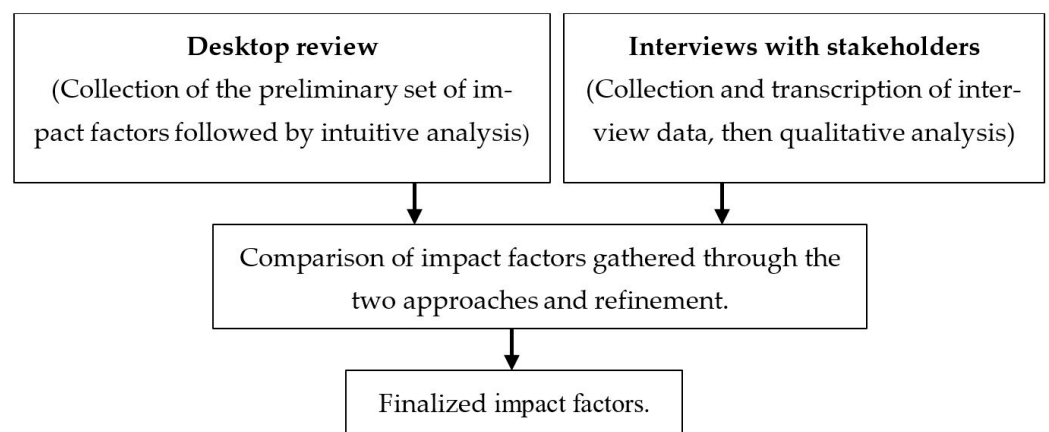 Desktop review
(Collection of the preliminary set of im-
pact factors followed by intuitive analysis)
Interviews with stakeholders
(Collection and transcription of inter-
view data, then qualitative analysis)
Comparison of impact factors gathered through the
two approaches and refinement.
Finalized impact factors.